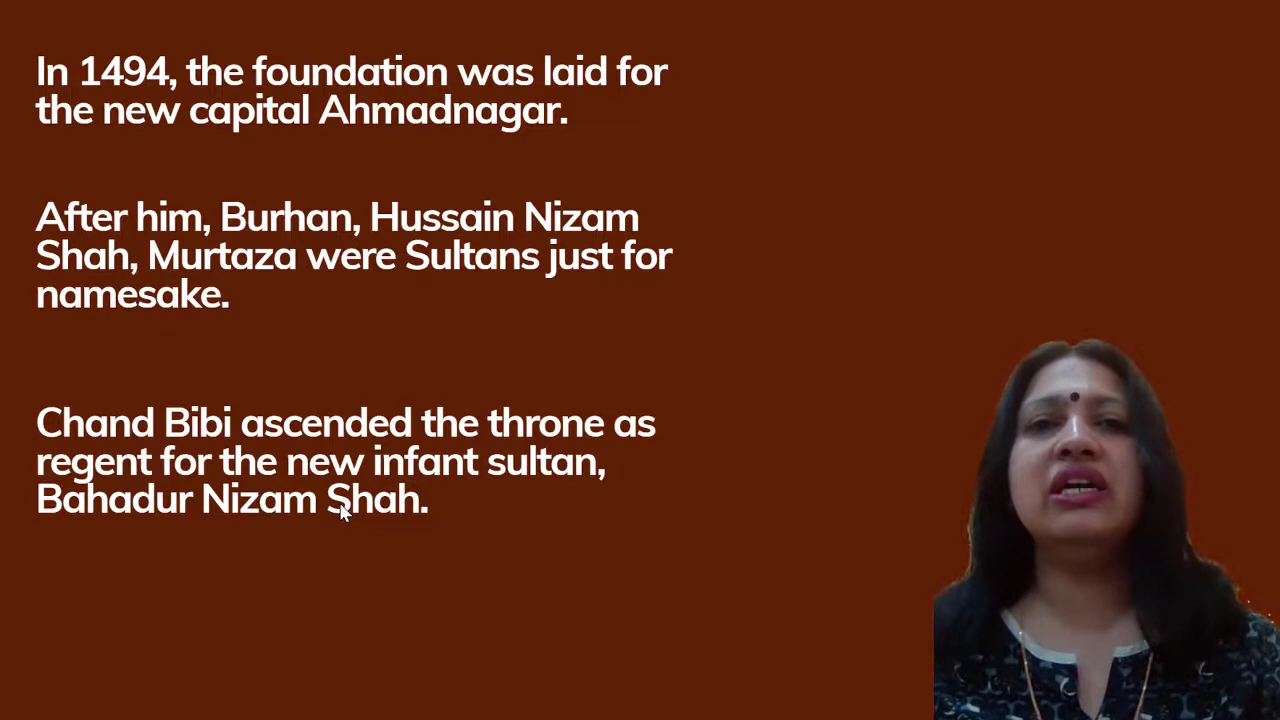 In 1494, the foundation was laid for
the new capital Ahmadnagar.
After him, Burhan, Hussain Nizam
Shah, Murtaza were Sultans just for
namesake.
Chand Bibi ascended the throne as
regent for the new infant sultan,
Bahadur Nizam Shah.